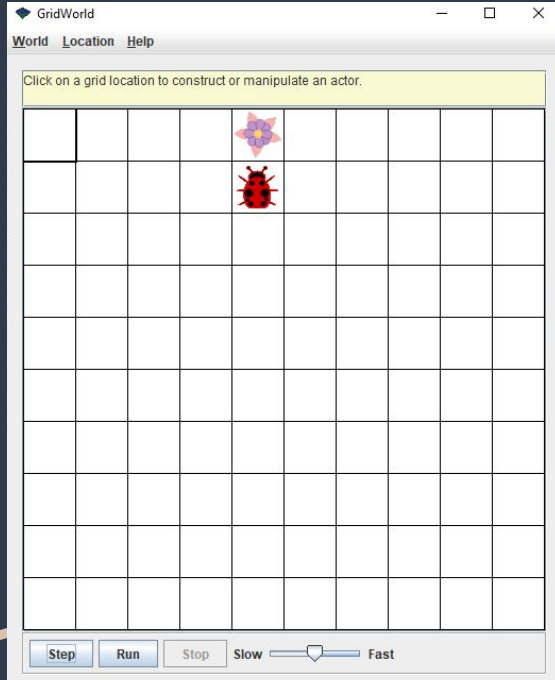 GridWorld
World Location Help
Click on a grid location to construct or manipulate an actor.
Step Run Stop Slow Fast